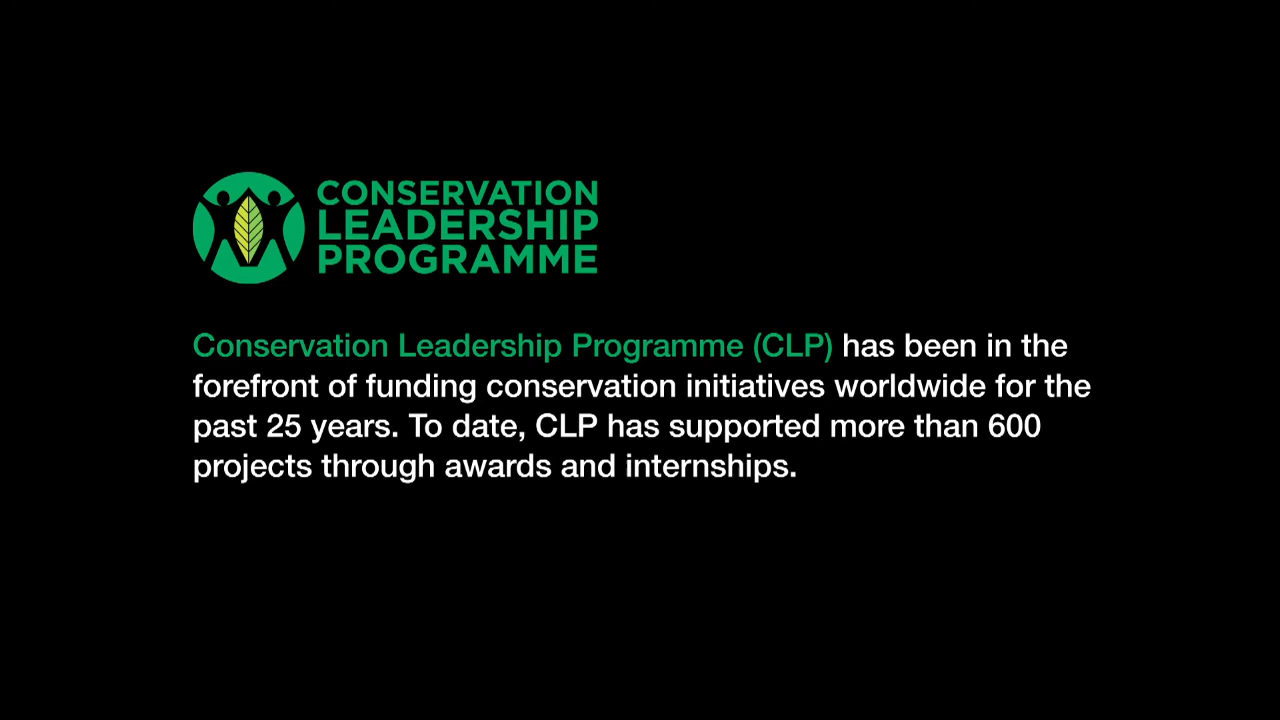 CONSERVATION
LEADERSHIP
PROGRAMME
Conservation Leadership Programme (CLP) has been in the
forefront of funding conservation initiatives worldwide for the
past 25 years. To date, CLP has supported more than 600
projects through awards and internships.